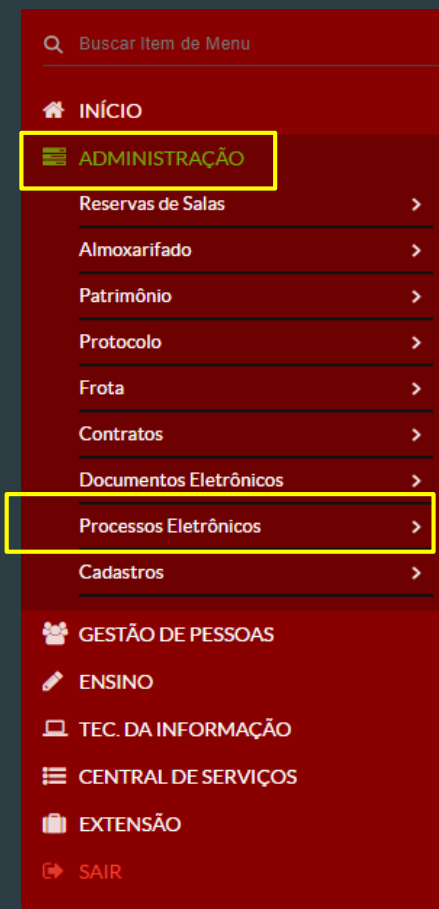 Buscar Item de Menu
INÍCIO
ADMINISTRAÇÃO
Reservas de Salas
Almoxarifado
Patrimônio
Protocolo
Frota
Contratos
Documentos Eletrônicos
Processos Eletrônicos
Cadastros
GESTÃO DE PESSOAS
ENSINO
TEC. DA INFORMAÇÃO
CENTRAL DE SERVIÇOS
EXTENSÃO
SAIR